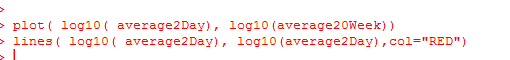 >
> plot( log10( average2Day), log10(average20Week))
> lines( log10( average2Day), log10(average2Day),col="RED")
>